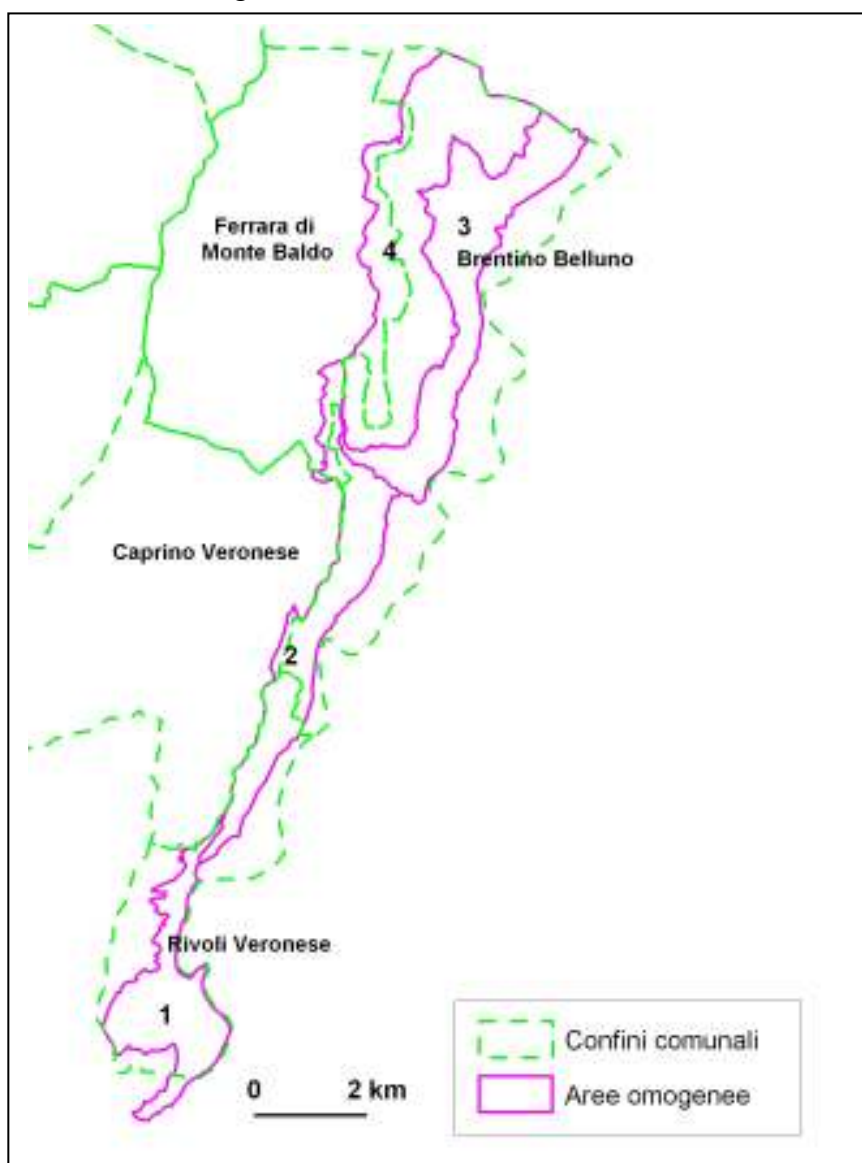 Ferrara di
Monte Baldo
4
3
Brentino Belluno
Caprino Veronese
2
Rivoli Veronese
1
0 2 km
Confini comunali
Aree omogenee